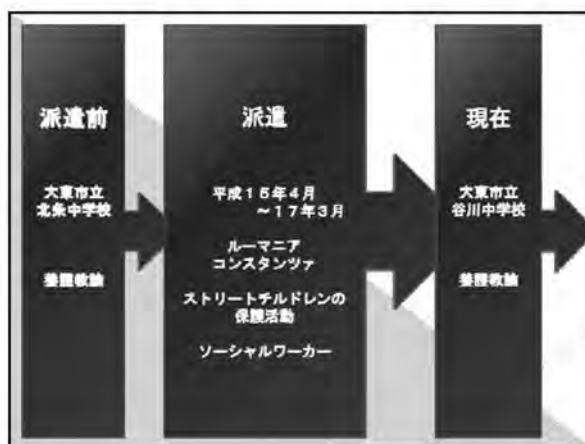 派遣前
大東市立
北条中学校
養護教諭
派遣
平成15年4月
~17年3月
ルーマニア
コンスタンツァ
ストリートチルドレンの
保護活動
ソーシャルワーカー
現在
大東市立
谷川中学校
養護教諭